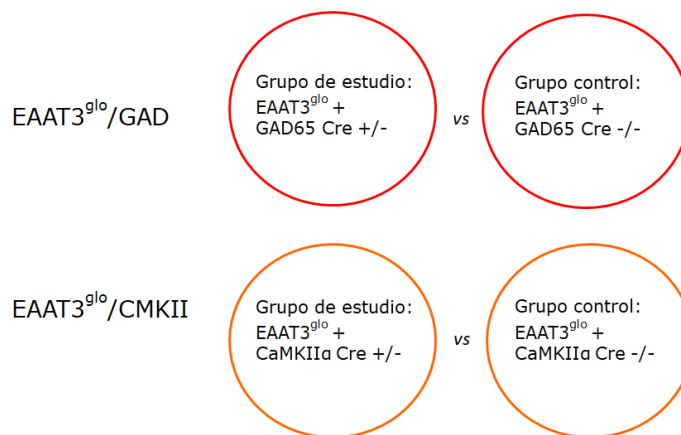 EAAT3glo/GAD
Grupo de estudio:
EAAT3glo +
GAD65 Cre +/-
vs
Grupo control:
EAAT3glo +
GAD65 Cre -/-
EAAT3glo/CMKII
Grupo de estudio:
EAAT3glo +
CaMKIIα Cre +/-
vs
Grupo control:
EAAT3glo +
CaMKIIα Cre -/-